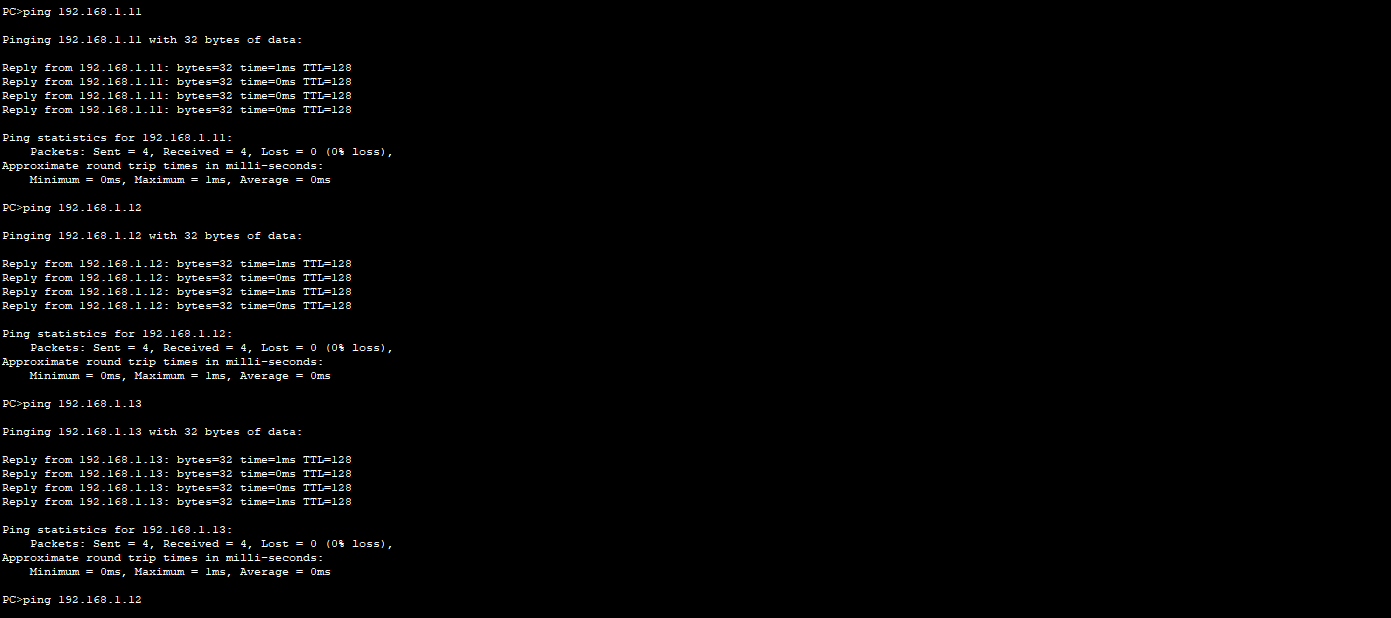 PC>ping 192.168.1.11
Pinging 192.168.1.11 with 32 bytes of data:
Reply from 192.168.1.11: bytes=32 time=1ms TTL=128
Reply from 192.168.1.11: bytes=32 time=0ms TTL=128
Reply from 192.168.1.11: bytes=32 time=0ms TTL=128
Reply from 192.168.1.11: bytes=32 time=0ms TTL=128
Ping statistics for 192.168.1.11:
    Packets: Sent = 4, Received = 4, Lost = 0 (0% loss),
Approximate round trip times in milli-seconds:
    Minimum = 0ms, Maximum = 1ms, Average = 0ms
PC>ping 192.168.1.12
Pinging 192.168.1.12 with 32 bytes of data:
Reply from 192.168.1.12: bytes=32 time=1ms TTL=128
Reply from 192.168.1.12: bytes=32 time=0ms TTL=128
Reply from 192.168.1.12: bytes=32 time=1ms TTL=128
Reply from 192.168.1.12: bytes=32 time=0ms TTL=128
Ping statistics for 192.168.1.12:
    Packets: Sent = 4, Received = 4, Lost = 0 (0% loss),
Approximate round trip times in milli-seconds:
    Minimum = 0ms, Maximum = 1ms, Average = 0ms
PC>ping 192.168.1.13
Pinging 192.168.1.13 with 32 bytes of data:
Reply from 192.168.1.13: bytes=32 time=1ms TTL=128
Reply from 192.168.1.13: bytes=32 time=0ms TTL=128
Reply from 192.168.1.13: bytes=32 time=0ms TTL=128
Reply from 192.168.1.13: bytes=32 time=1ms TTL=128
Ping statistics for 192.168.1.13:
    Packets: Sent = 4, Received = 4, Lost = 0 (0% loss),
Approximate round trip times in milli-seconds:
    Minimum = 0ms, Maximum = 1ms, Average = 0ms
PC>ping 192.168.1.12